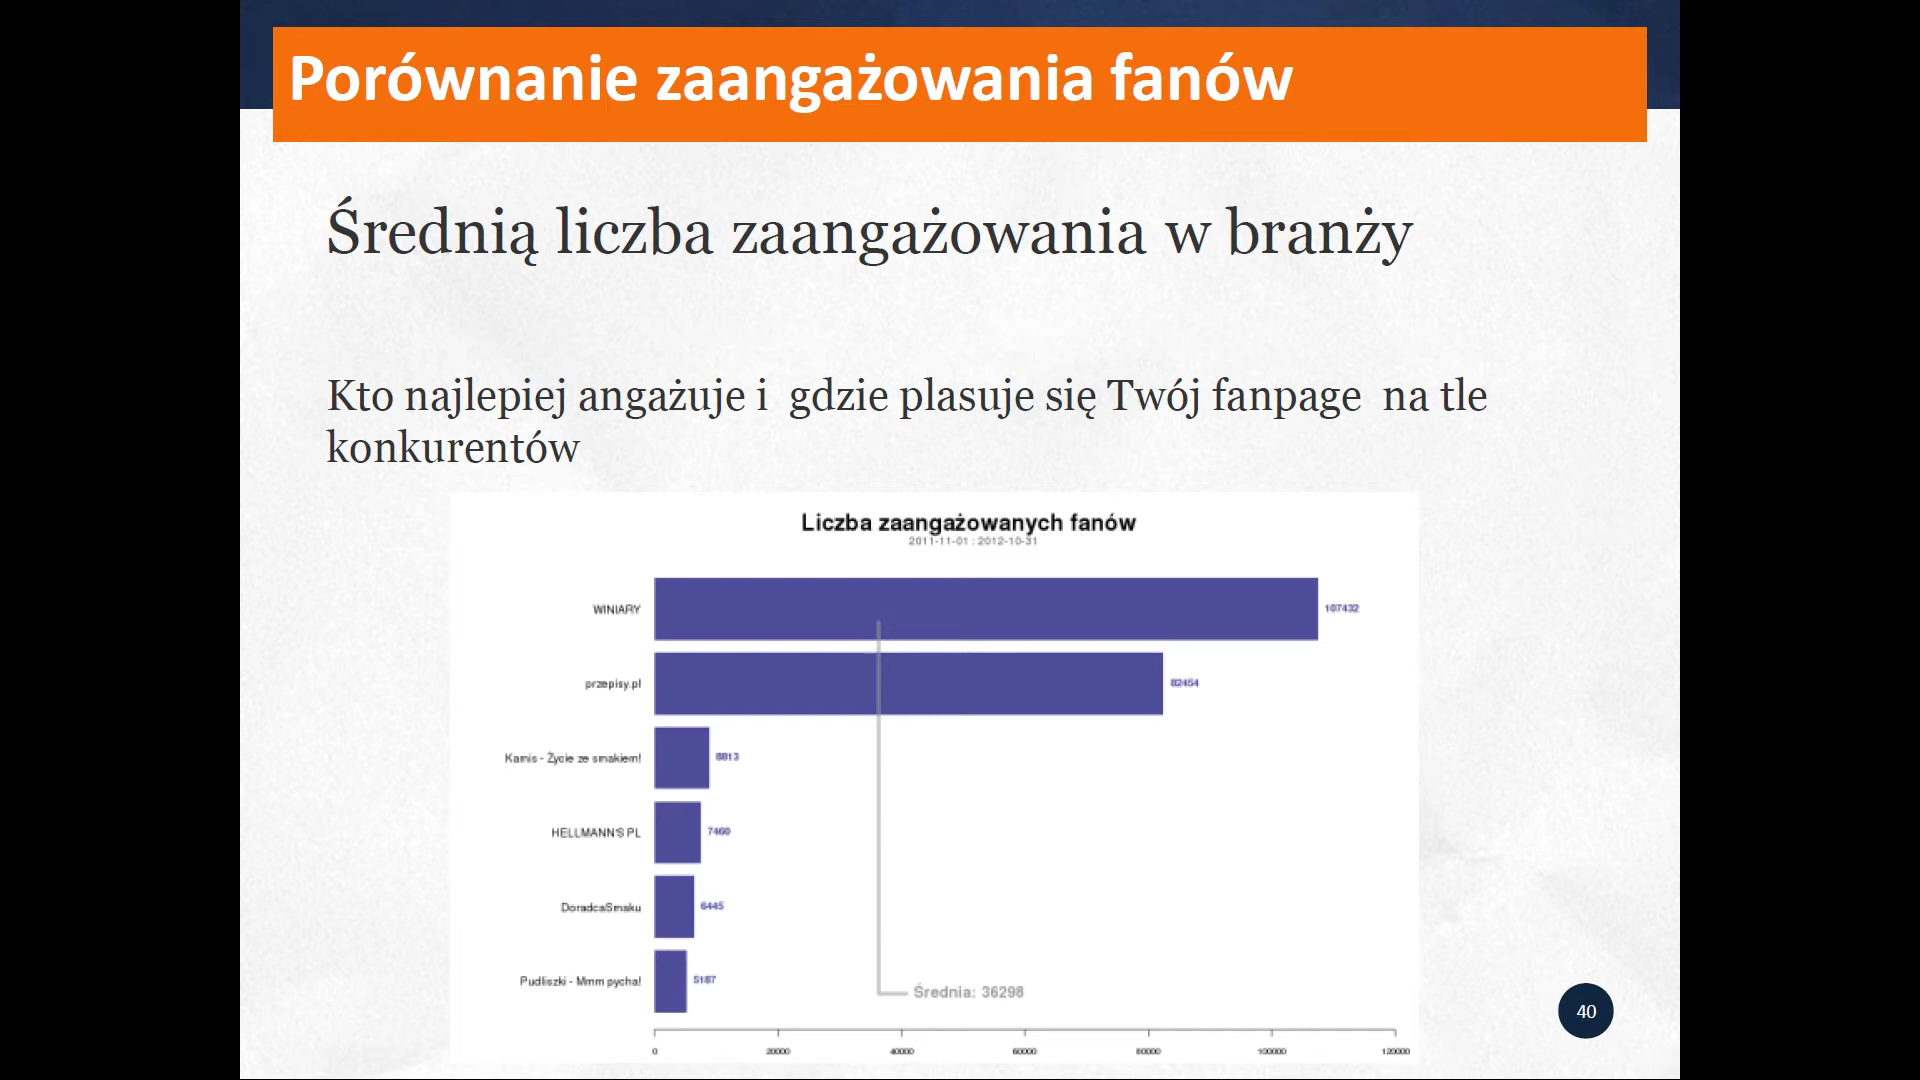 Porównanie zaangażowania fanów
Średnią liczba zaangażowania w branży
Kto najlepiej angażuje i  gdzie plasuje się Twój fanpage  na tle
konkurentów
Liczba zaangażowanych fanów
2011-11-01 : 2012-10-31
WINIARY
107432
przepisy.pl
82454
Kamis - Życie ze smakiem!
8813
HELLMANN'S PL
7460
DoradcaSmaku
6445
Pudliszki - Mmm pycha!
5187
Średnia: 36298
40
0 20000 40000 60000 80000 100000 120000